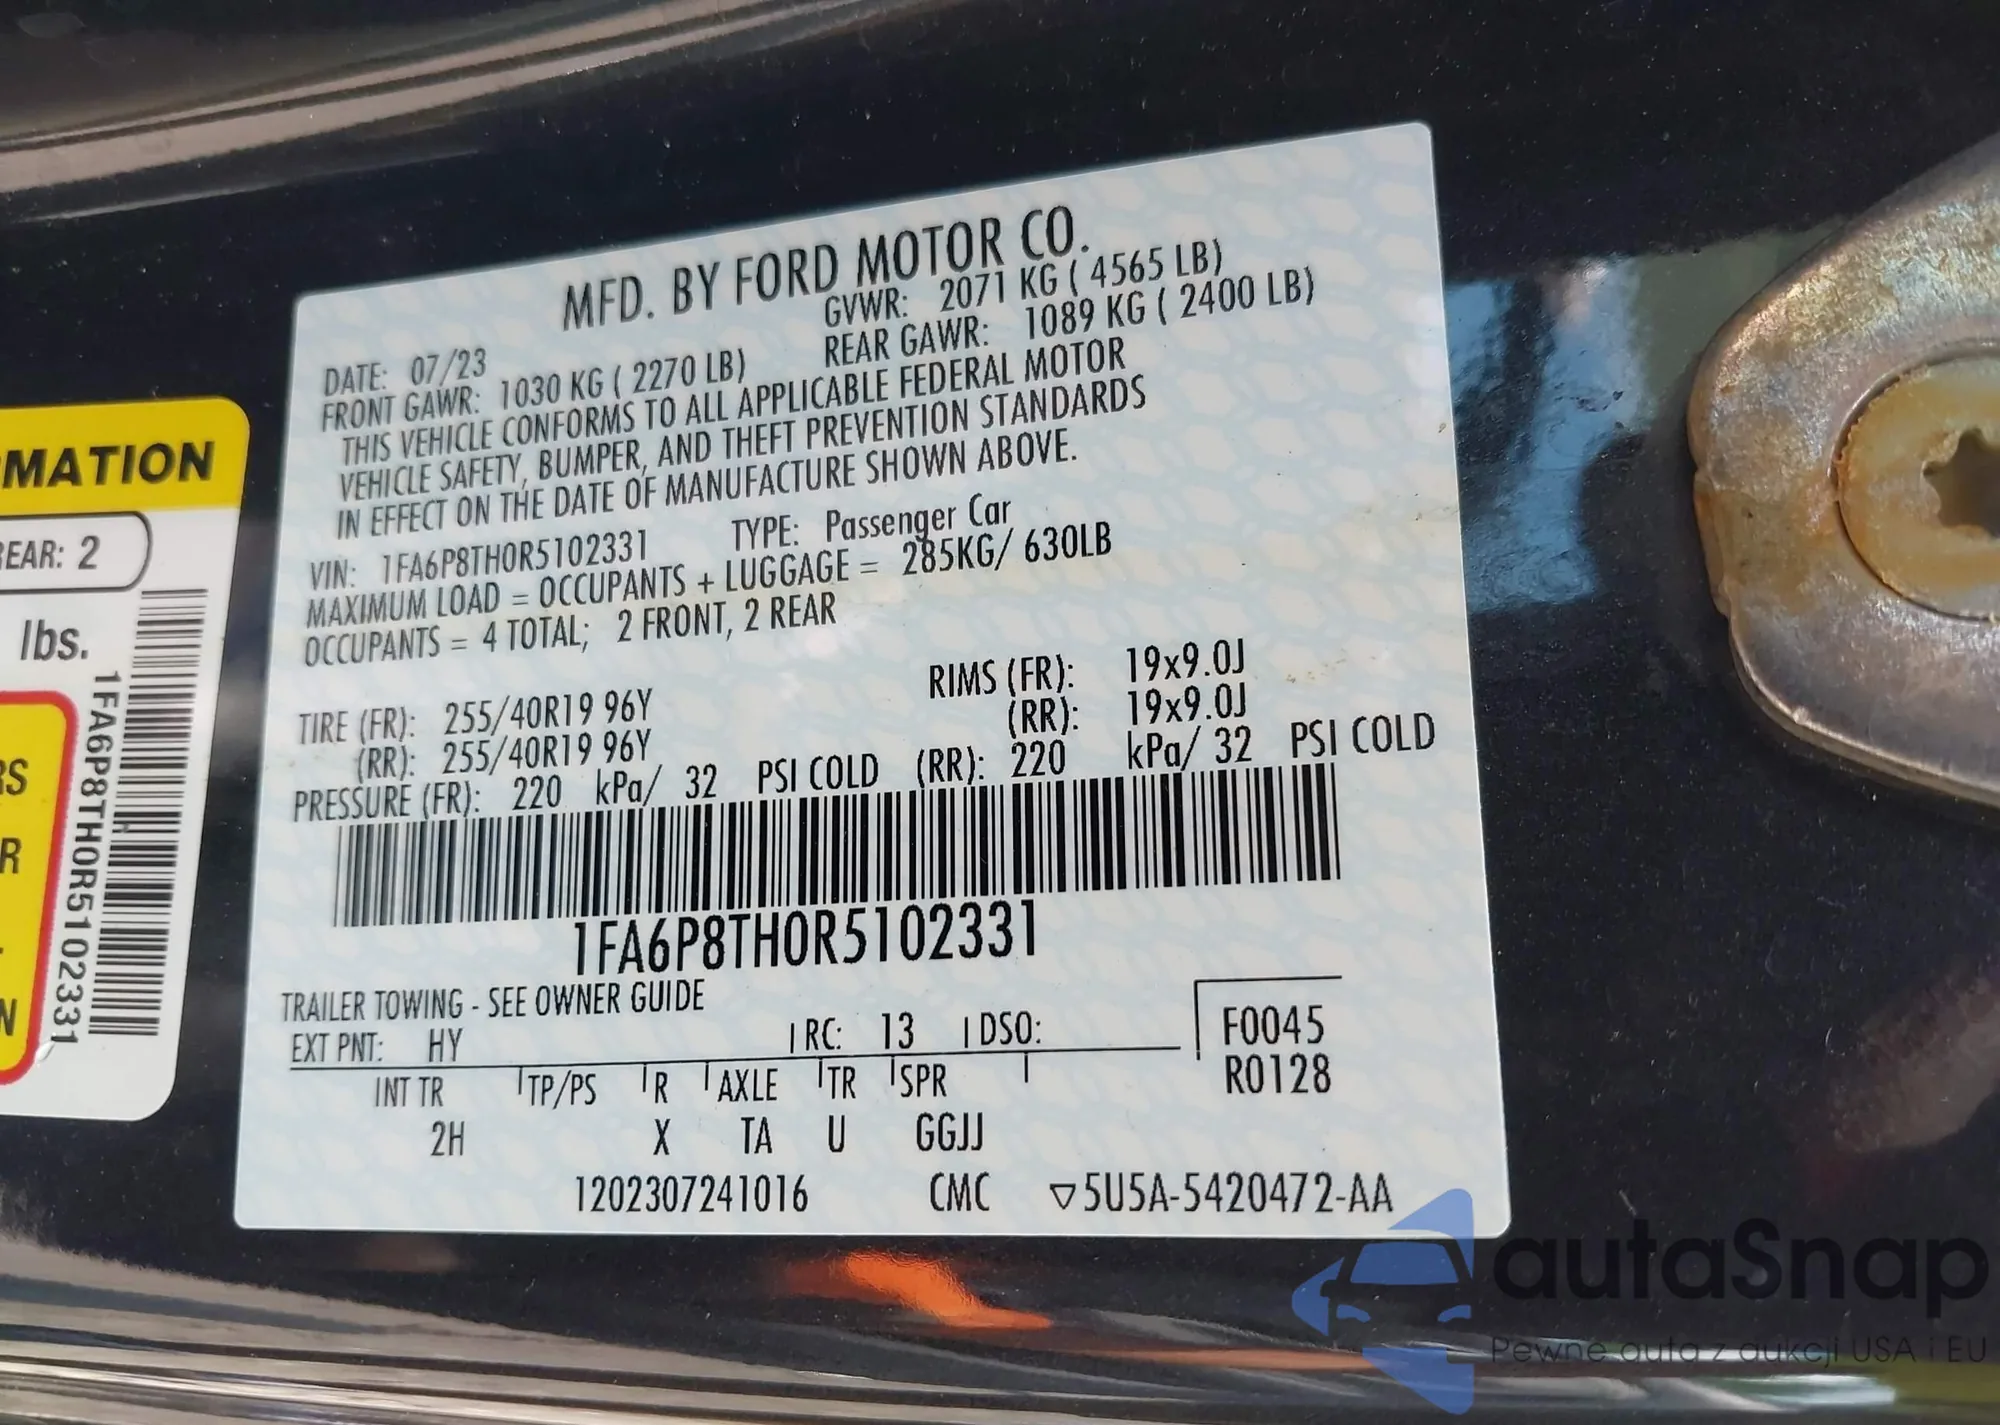 MFD. BY FORD MOTOR CO.
DATE: 07/23 GVWR: 2071 KG ( 4565 LB)
FRONT GAWR: 1030 KG ( 2270 LB) REAR GAWR: 1089 KG ( 2400 LB)
THIS VEHICLE CONFORMS TO ALL APPLICABLE FEDERAL MOTOR
VEHICLE SAFETY, BUMPER, AND THEFT PREVENTION STANDARDS
IN EFFECT ON THE DATE OF MANUFACTURE SHOWN ABOVE.
VIN: 1FA6P8TH0R5102331 TYPE: Passenger Car
MAXIMUM LOAD = OCCUPANTS + LUGGAGE = 285KG/ 630LB
OCCUPANTS = 4 TOTAL; 2 FRONT, 2 REAR
TIRE (FR): 255/40R19 96Y RIMS (FR): 19x9.0J
(RR): 255/40R19 96Y (RR): 19x9.0J
PRESSURE (FR): 220 kPa/ 32 PSI COLD (RR): 220 kPa/ 32 PSI COLD
1FA6P8TH0R5102331
TRAILER TOWING - SEE OWNER GUIDE
EXT PNT: HY RC: 13 DSO: F0045
INT TR TP/PS R AXLE TR SPR R0128
2H X TA U GGJJ
1202307241016 CMC ▽5U5A-5420472-AA
RMATION
REAR: 2
lbs.
1FA6P8TH0R5102331
RS
R
N
autoSnap
Pewne auta z aukcji USA i EU